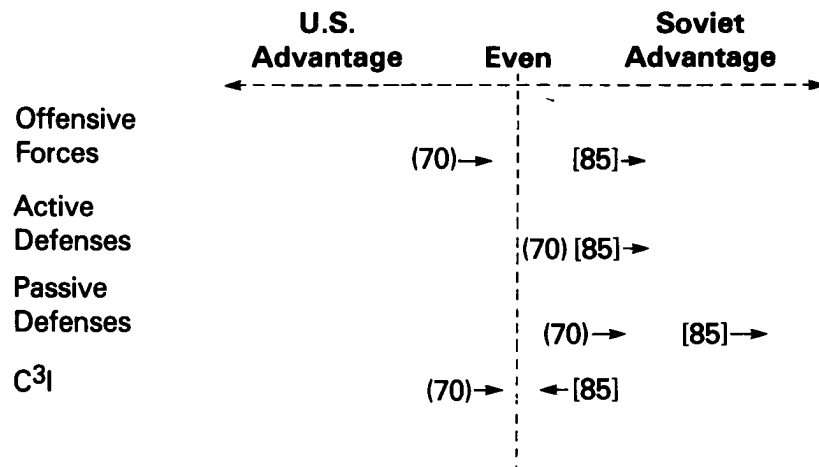 U.S. Advantage Even Soviet Advantage
Offensive Forces (70) [85]
Active Defenses (70) [85]
Passive Defenses (70) [85]
C³I (70) [85]